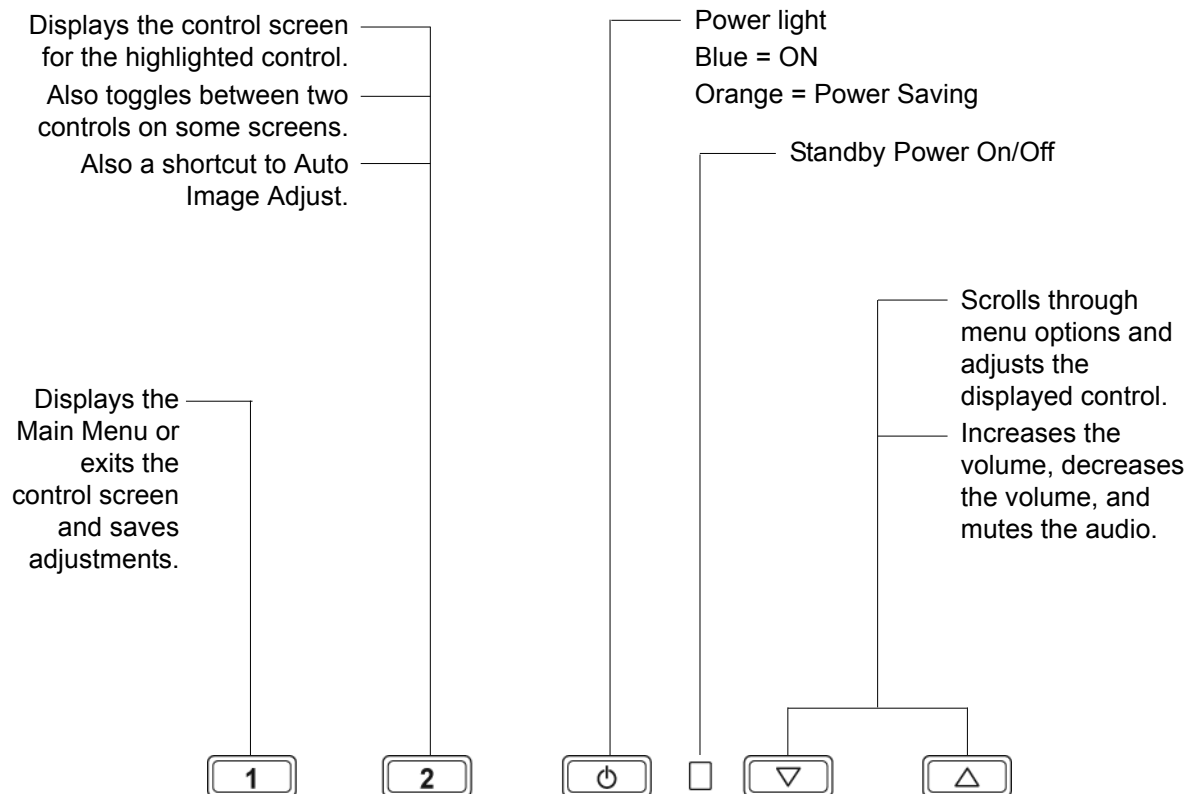 Displays the control screen
for the highlighted control.
Also toggles between two
controls on some screens.
Also a shortcut to Auto
Image Adjust.
Power light
Blue = ON
Orange = Power Saving
Standby Power On/Off
Scrolls through
menu options and
adjusts the
displayed control.
Increases the
volume, decreases
the volume, and
mutes the audio.
Displays the
Main Menu or
exits the
control screen
and saves
adjustments.
1
2